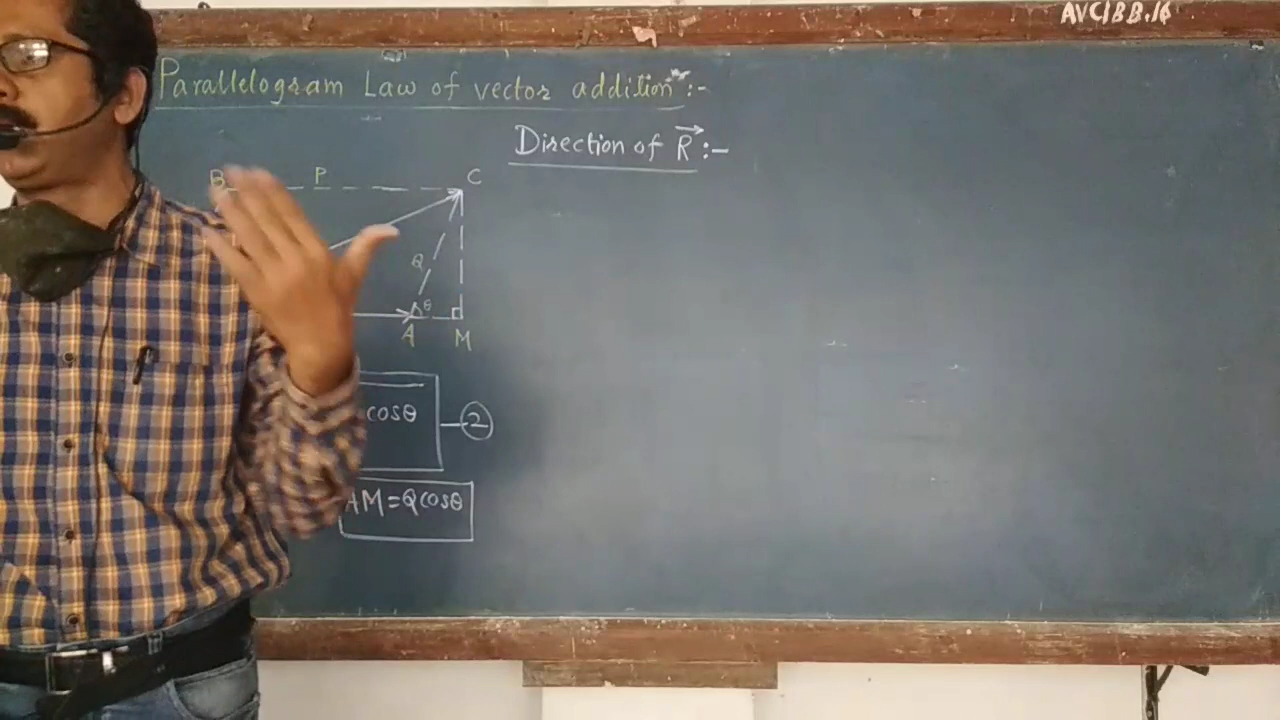 AVCIBB.16
Parallelogram Law of vector addition :-
Direction of R :-
B P C
Q
θ
A M
cosθ
2
AM=Qcosθ